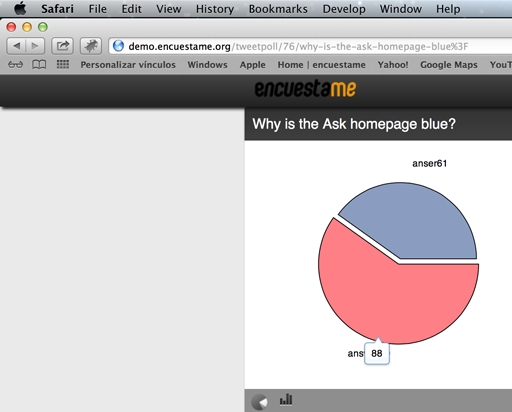 Safari File Edit View History Bookmarks Develop Window Help
demo.encuestame.org/tweetpoll/76/why-is-the-ask-homepage-blue%3F
Personalizar vínculos Windows Apple Home | encuestame Yahoo! Google Maps YouT
encuestame
Why is the Ask homepage blue?
anser61
88